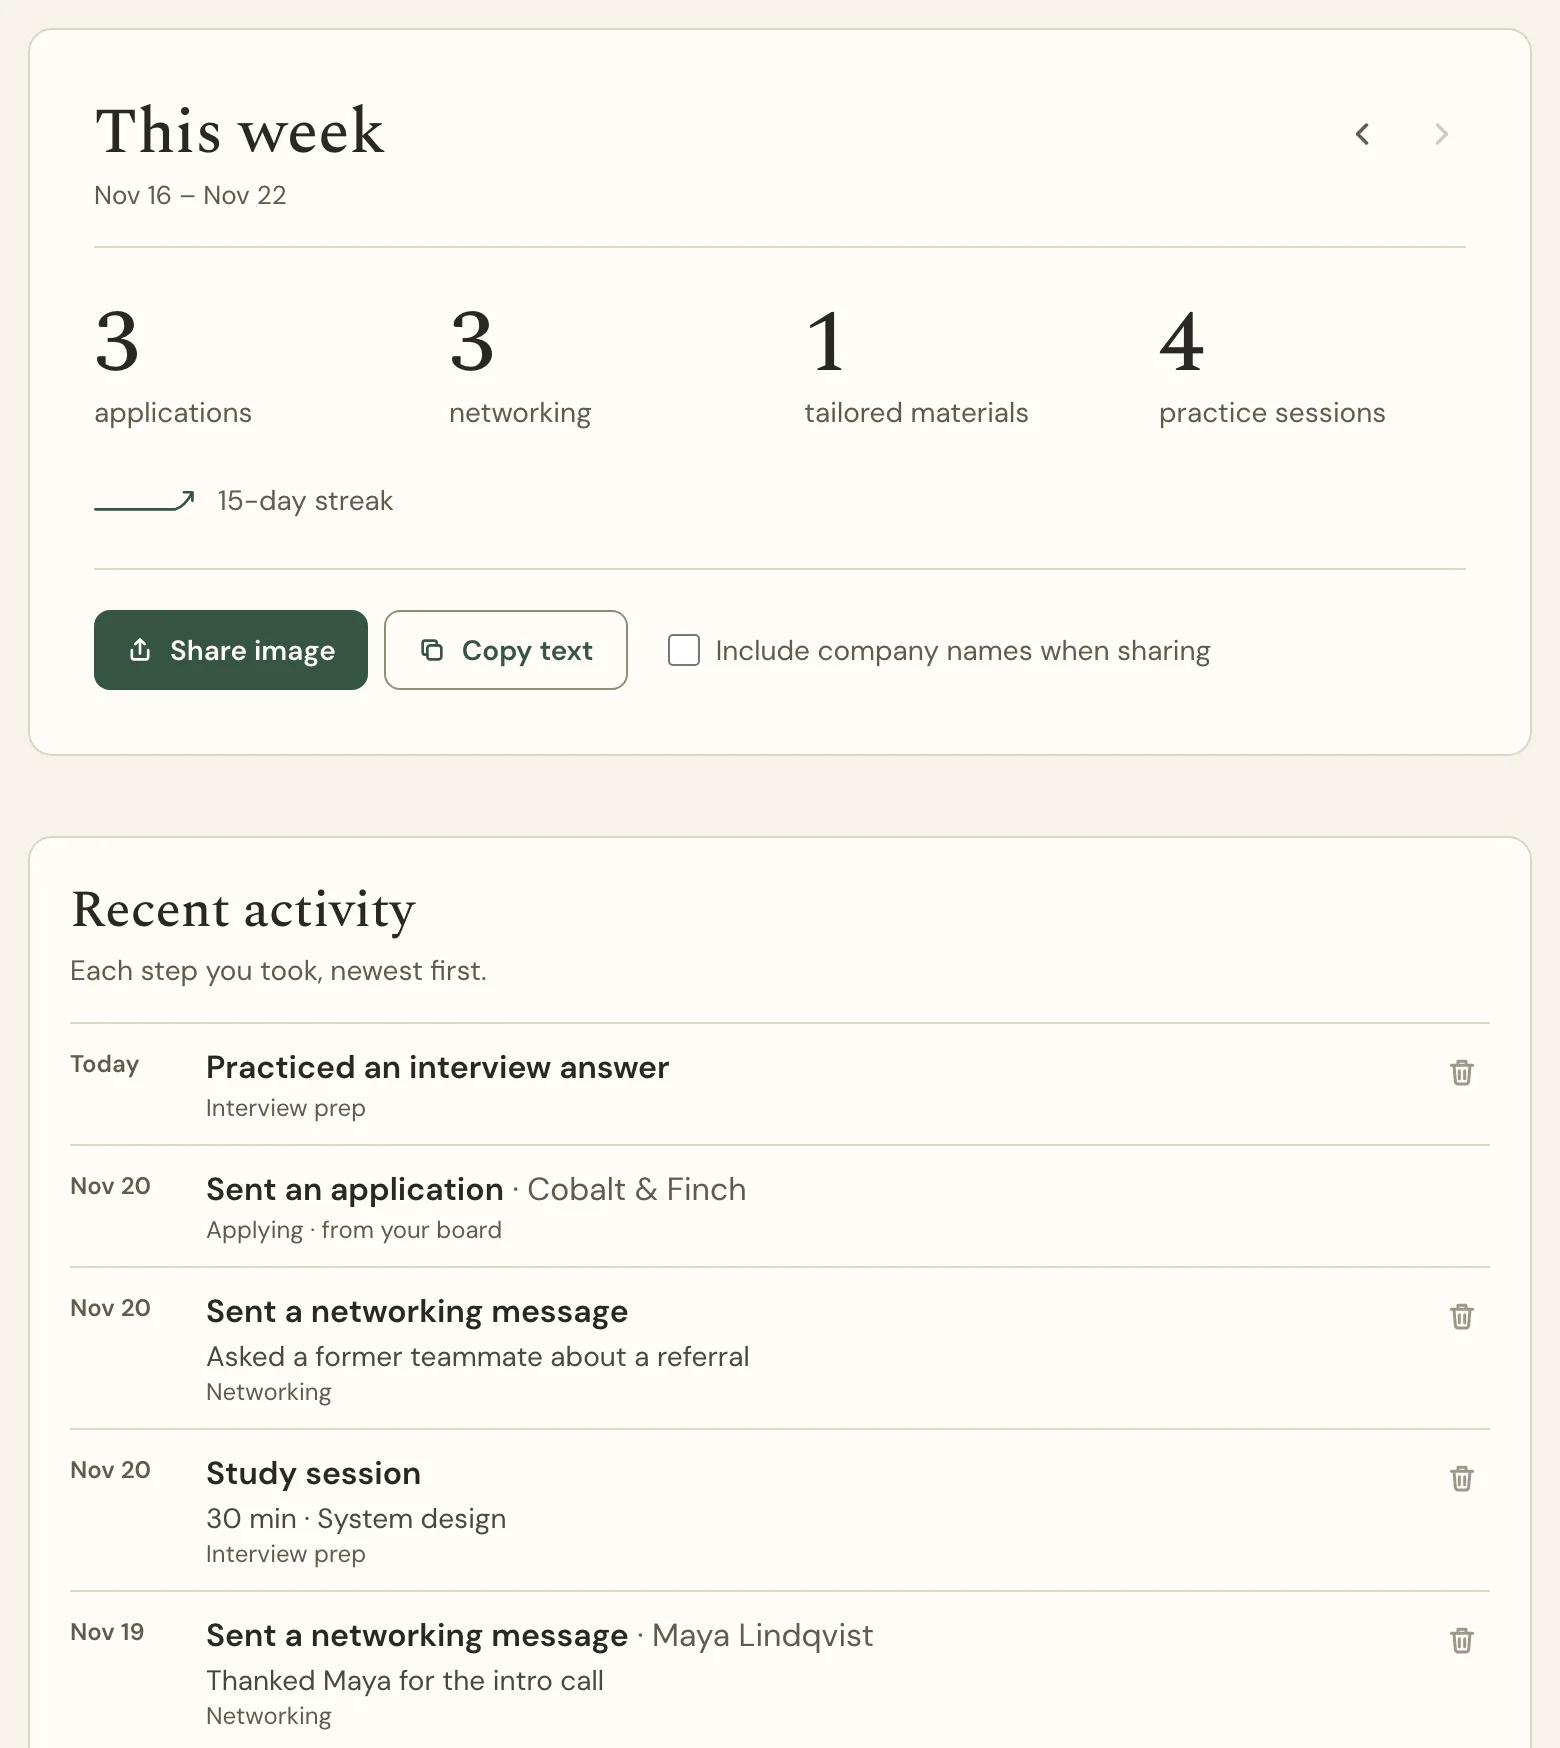 This week
Nov 16 – Nov 22
3
applications
3
networking
1
tailored materials
4
practice sessions
15-day streak
Share image
Copy text
Include company names when sharing
Recent activity
Each step you took, newest first.
Today
Practiced an interview answer
Interview prep
Nov 20
Sent an application · Cobalt & Finch
Applying · from your board
Nov 20
Sent a networking message
Asked a former teammate about a referral
Networking
Nov 20
Study session
30 min · System design
Interview prep
Nov 19
Sent a networking message · Maya Lindqvist
Thanked Maya for the intro call
Networking